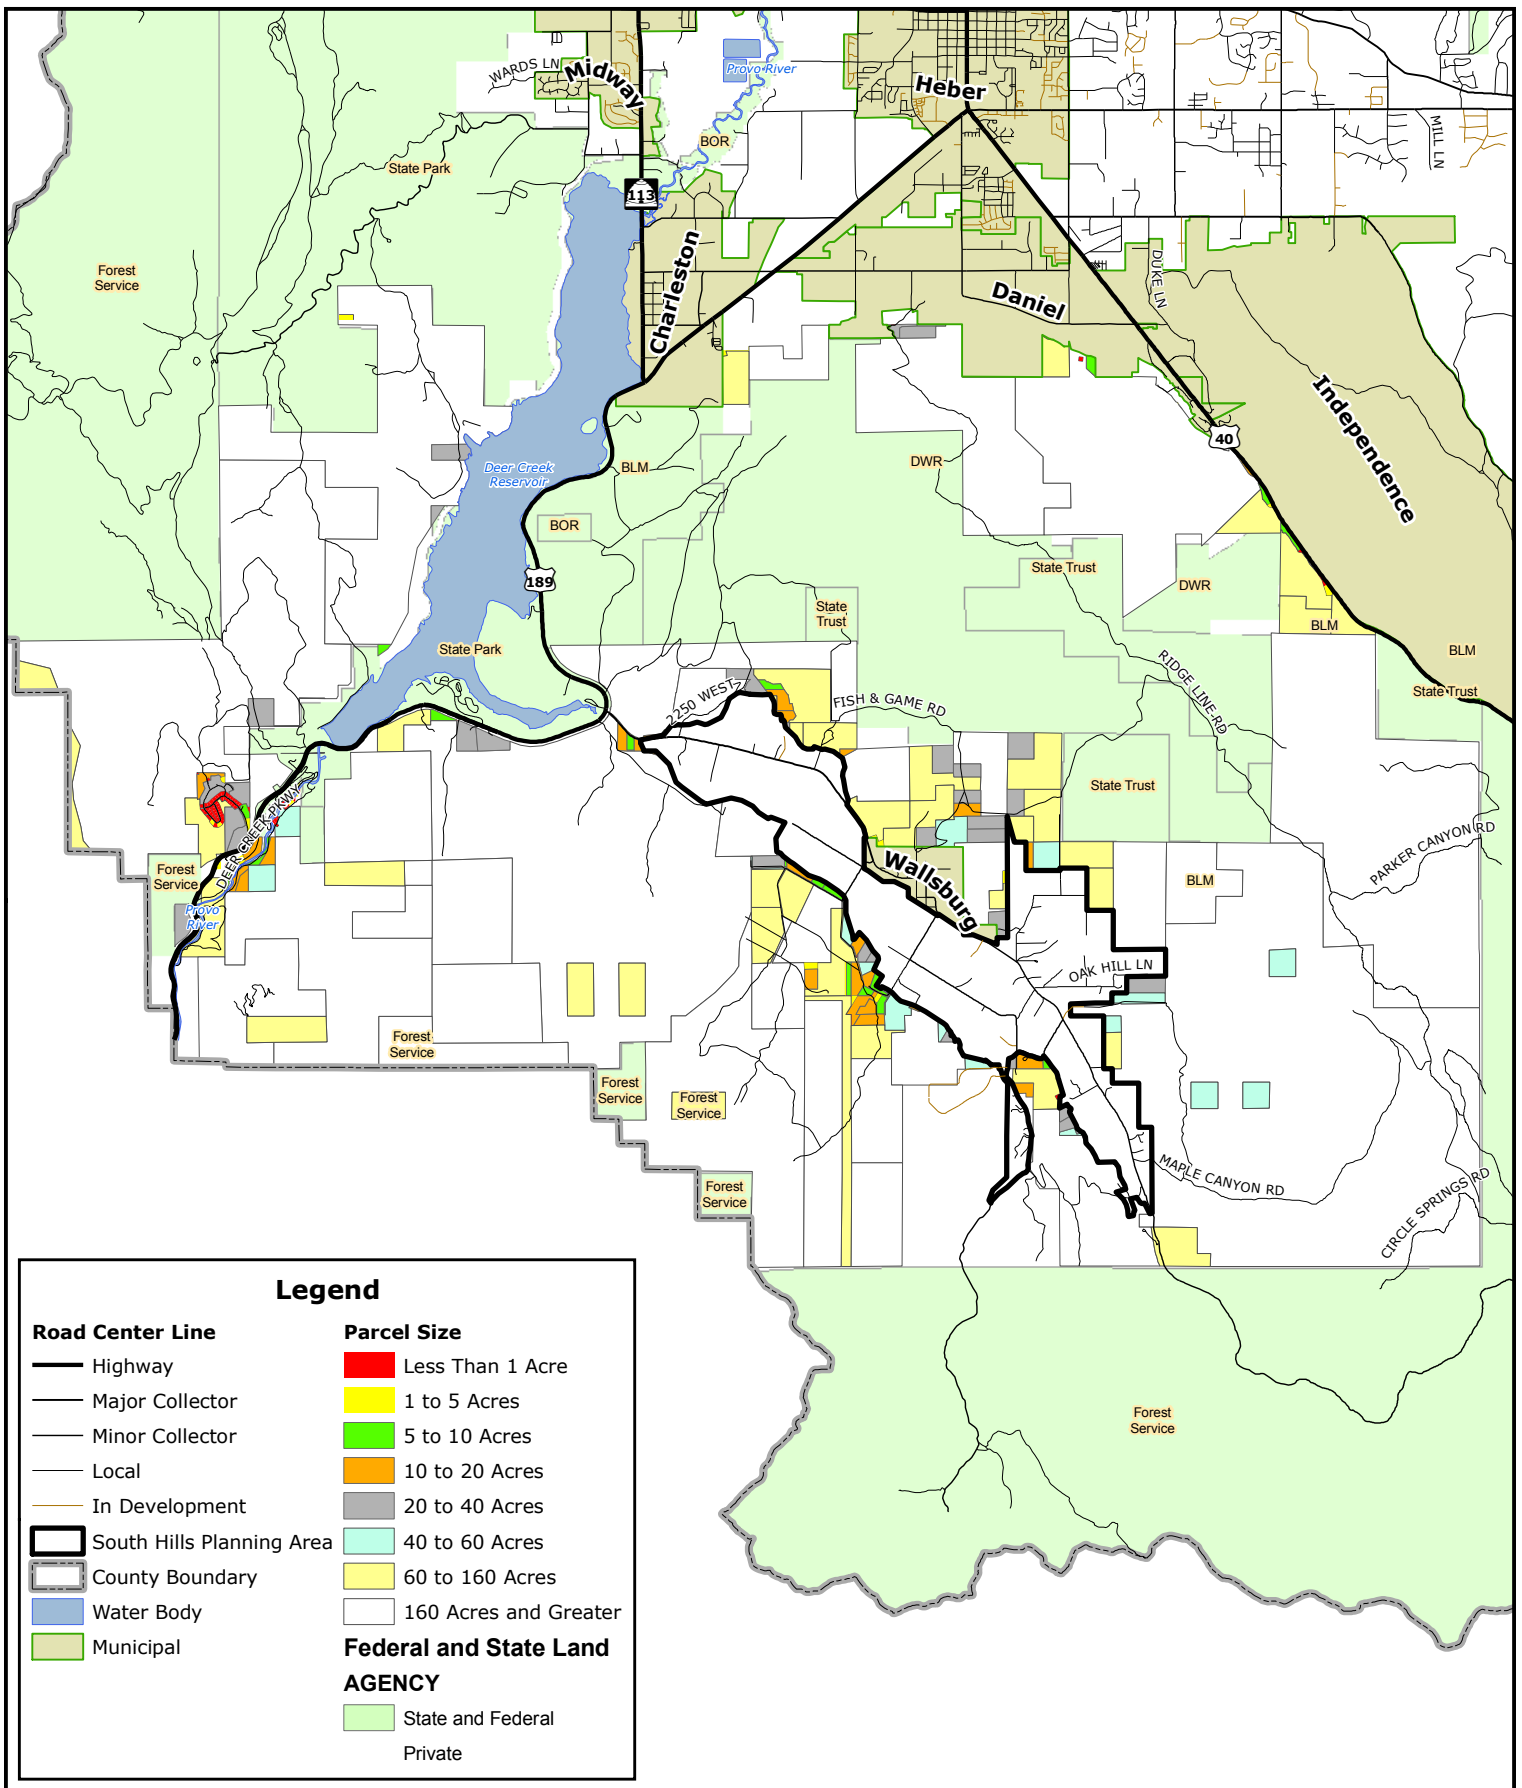 WARDS LN
Midway
Provo River
Heber
BOR
MILL LN
State Park
113
Forest
Service
Charleston
DUKE LN
Daniel
Independence
40
Deer Creek
Reservoir
BLM
DWR
BOR
189
State Trust
DWR
State
Trust
BLM
State Park
BLM
RIDGE LINE RD
State Trust
2250 WEST
FISH & GAME RD
State Trust
DEER CREEK PKWY
PARKER CANYON RD
Wallsburg
Forest
Service
BLM
Provo
River
OAK HILL LN
Forest
Service
Forest
Service
Forest
Service
MAPLE CANYON RD
Forest
Service
CIRCLE SPRINGS RD
Forest
Service
Legend
Road Center Line
Highway
Major Collector
Minor Collector
Local
In Development
South Hills Planning Area
County Boundary
Water Body
Municipal
Parcel Size
Less Than 1 Acre
1 to 5 Acres
5 to 10 Acres
10 to 20 Acres
20 to 40 Acres
40 to 60 Acres
60 to 160 Acres
160 Acres and Greater
Federal and State Land
AGENCY
State and Federal
Private